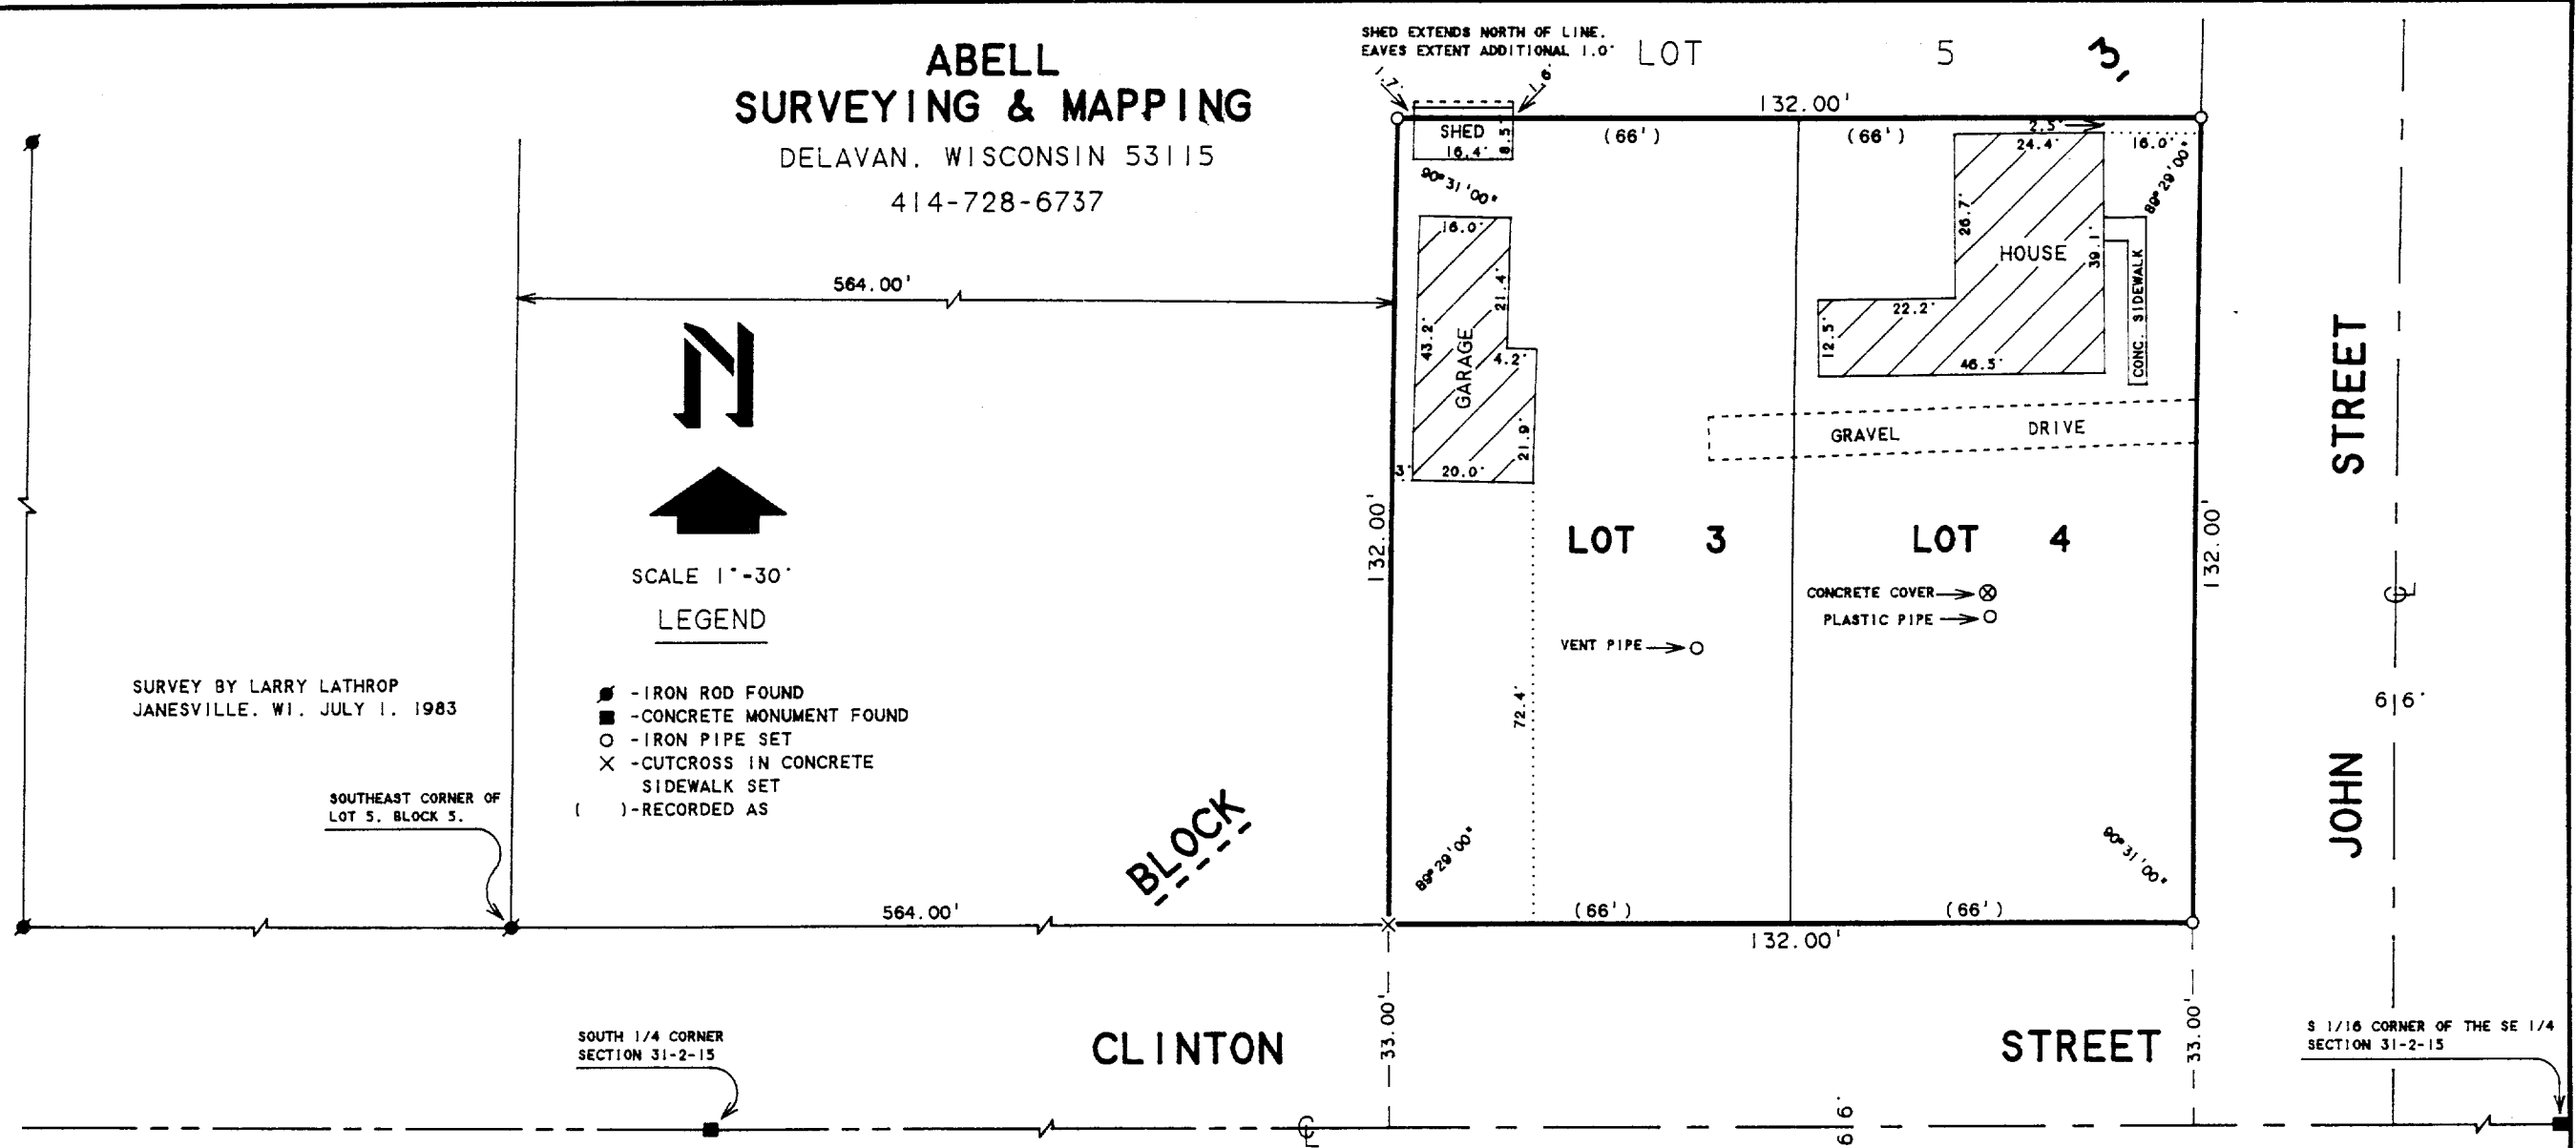 ABELL
SURVEYING & MAPPING
DELAVAN, WISCONSIN 53115
414-728-6737
SHED EXTENDS NORTH OF LINE.
EAVES EXTENT ADDITIONAL 1.0'
1.7'
1.6'
LOT 5
3,
132.00'
(66')
(66')
SHED
16.4'
8.5'
90°31'00"
2.5'
24.4'
16.0'
89°29'00"
26.7'
HOUSE
39.1'
CONC. SIDEWALK
22.2'
12.5'
46.5'
16.0'
21.4'
43.2'
GARAGE
4.2'
21.9'
3'
20.0'
GRAVEL DRIVE
564.00'
N
SCALE 1"-30'
LEGEND
-IRON ROD FOUND
-CONCRETE MONUMENT FOUND
-IRON PIPE SET
-CUTCROSS IN CONCRETE
SIDEWALK SET
( )-RECORDED AS
SURVEY BY LARRY LATHROP
JANESVILLE, WI. JULY 1, 1983
SOUTHEAST CORNER OF
LOT 5, BLOCK 5.
132.00'
LOT 3
LOT 4
132.00'
CONCRETE COVER
PLASTIC PIPE
VENT PIPE
72.4'
JOHN STREET
66'
BLOCK
89°29'00"
90°31'00"
564.00'
(66')
(66')
132.00'
33.00'
33.00'
CLINTON STREET
66'
SOUTH 1/4 CORNER
SECTION 31-2-15
S 1/16 CORNER OF THE SE 1/4
SECTION 31-2-15